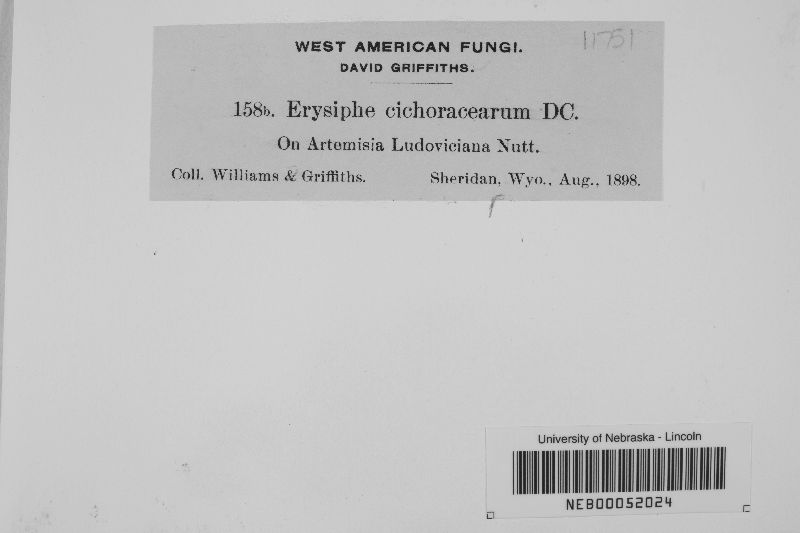 WEST AMERICAN FUNGI.
11751
DAVID GRIFFITHS.
158b. Erysiphe cichoracearum DC.
On Artemisia Ludoviciana Nutt.
Coll. Williams & Griffiths. Sheridan, Wyo., Aug., 1898.
University of Nebraska - Lincoln
NEB00052024